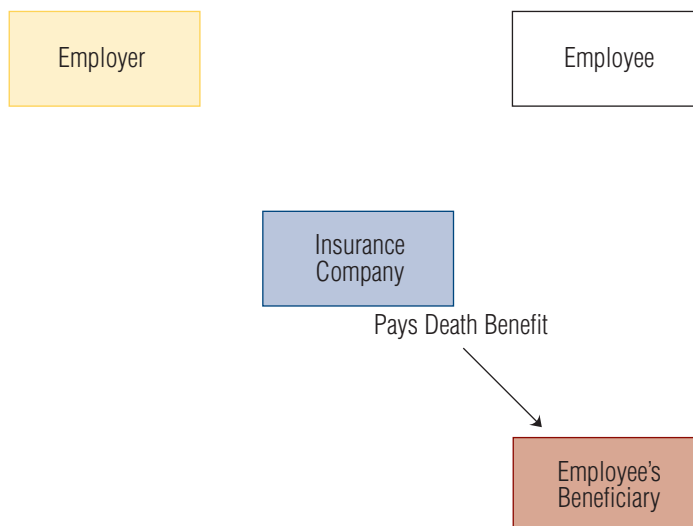 Employer
Employee
Insurance
Company
Pays Death Benefit
Employee’s
Beneficiary